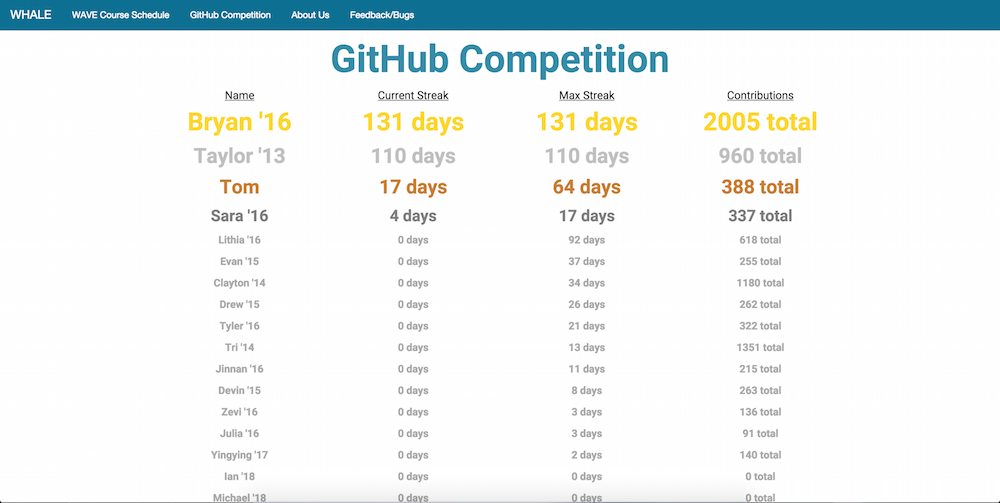 WHALE WAVE Course Schedule GitHub Competition About Us Feedback/Bugs
GitHub Competition
Name Current Streak Max Streak Contributions
Bryan '16 131 days 131 days 2005 total
Taylor '13 110 days 110 days 960 total
Tom 17 days 64 days 388 total
Sara '16 4 days 17 days 337 total
Lithia '16 0 days 92 days 618 total
Evan '15 0 days 37 days 255 total
Clayton '14 0 days 34 days 1180 total
Drew '15 0 days 26 days 262 total
Tyler '16 0 days 21 days 322 total
Tri '14 0 days 13 days 1351 total
Jinnan '16 0 days 11 days 215 total
Devin '15 0 days 8 days 263 total
Zevi '16 0 days 3 days 136 total
Julia '16 0 days 3 days 91 total
Yingying '17 0 days 2 days 140 total
Ian '18 0 days 0 days 0 total
Michael '18 0 days 0 days 0 total